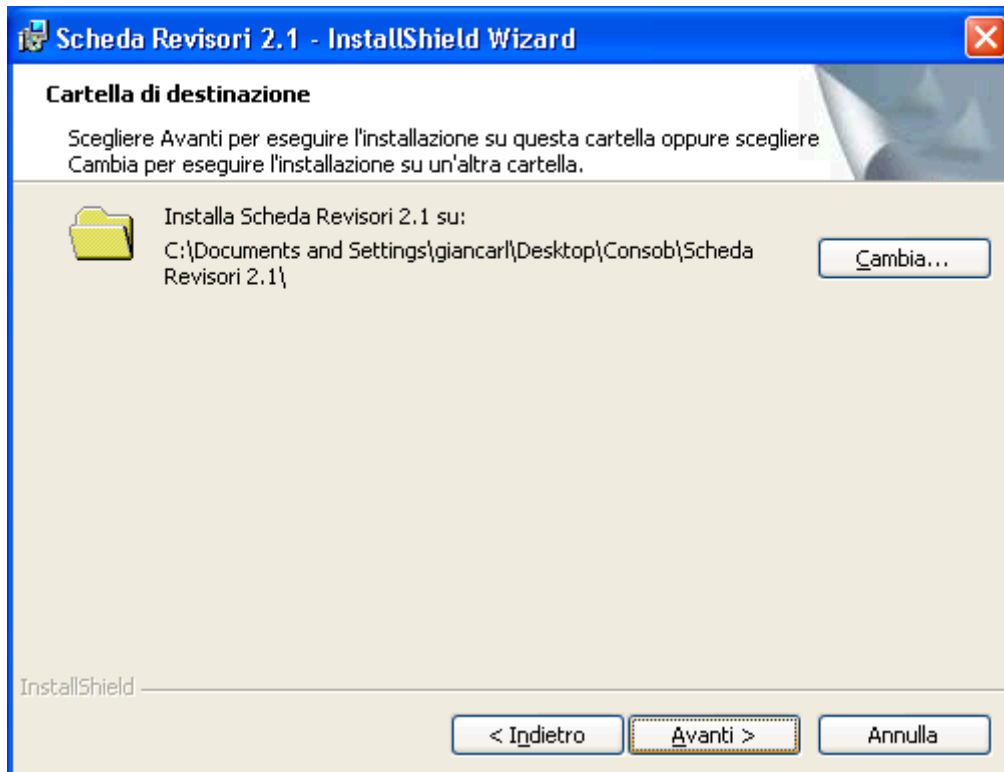 Scheda Revisori 2.1 - InstallShield Wizard
Cartella di destinazione
Scegliere Avanti per eseguire l'installazione su questa cartella oppure scegliere
Cambia per eseguire l'installazione su un'altra cartella.
Installa Scheda Revisori 2.1 su:
C:\Documents and Settings\giancarl\Desktop\Consob\Scheda
Revisori 2.1\
Cambia...
InstallShield
< Indietro
Avanti >
Annulla